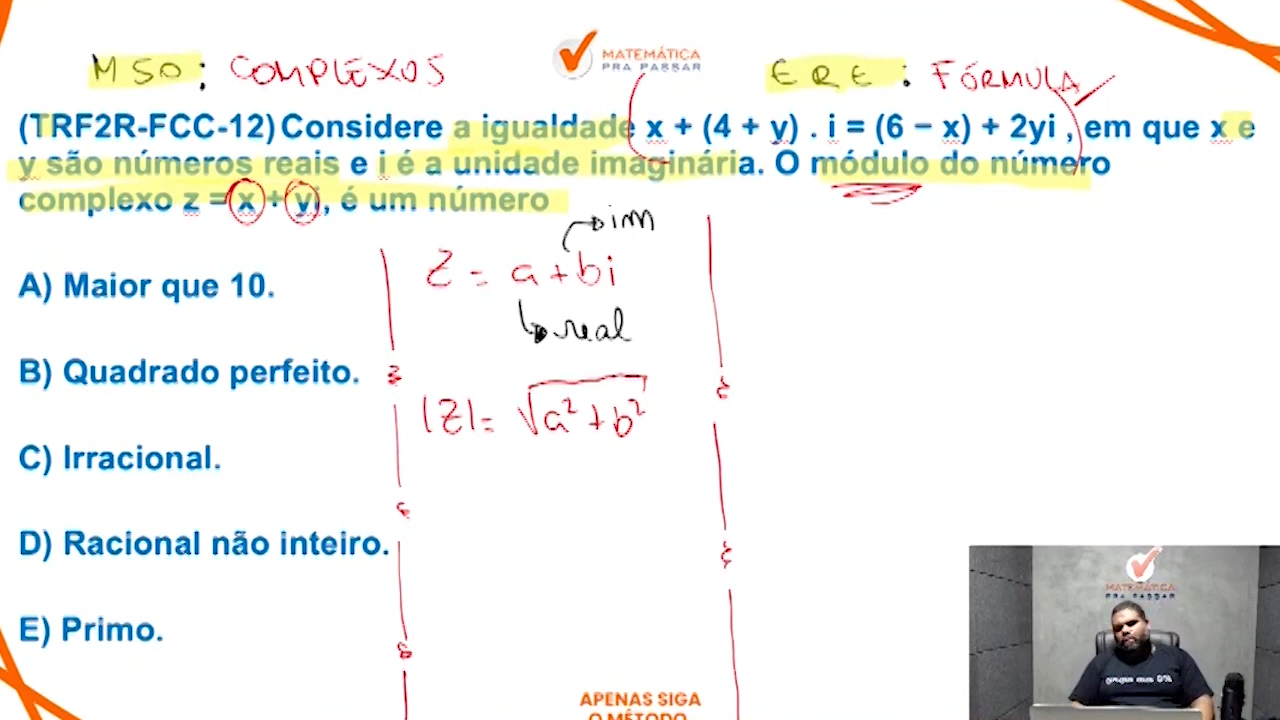 MATEMÁTICA
PRA PASSAR
MSO: COMPLEXOS
ERE: FÓRMULA
(TRF2R-FCC-12) Considere a igualdade x + (4 + y) . i = (6 − x) + 2yi , em que x e
y são números reais e i é a unidade imaginária. O módulo do número
complexo z = x + yi, é um número
im
Z = a+bi
real
|Z| = √a²+b²
A) Maior que 10.
B) Quadrado perfeito.
C) Irracional.
D) Racional não inteiro.
E) Primo.
MATEMÁTICA
PRA PASSAR
APENAS SIGA
O MÉTODO